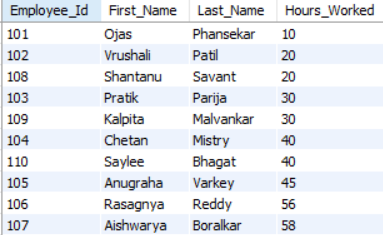 Employee_Id First_Name Last_Name Hours_Worked
101 Ojas Phansekar 10
102 Vrushali Patil 20
108 Shantanu Savant 20
103 Pratik Parija 30
109 Kalpita Malvankar 30
104 Chetan Mistry 40
110 Saylee Bhagat 40
105 Anugraha Varkey 45
106 Rasagnya Reddy 56
107 Aishwarya Boralkar 58